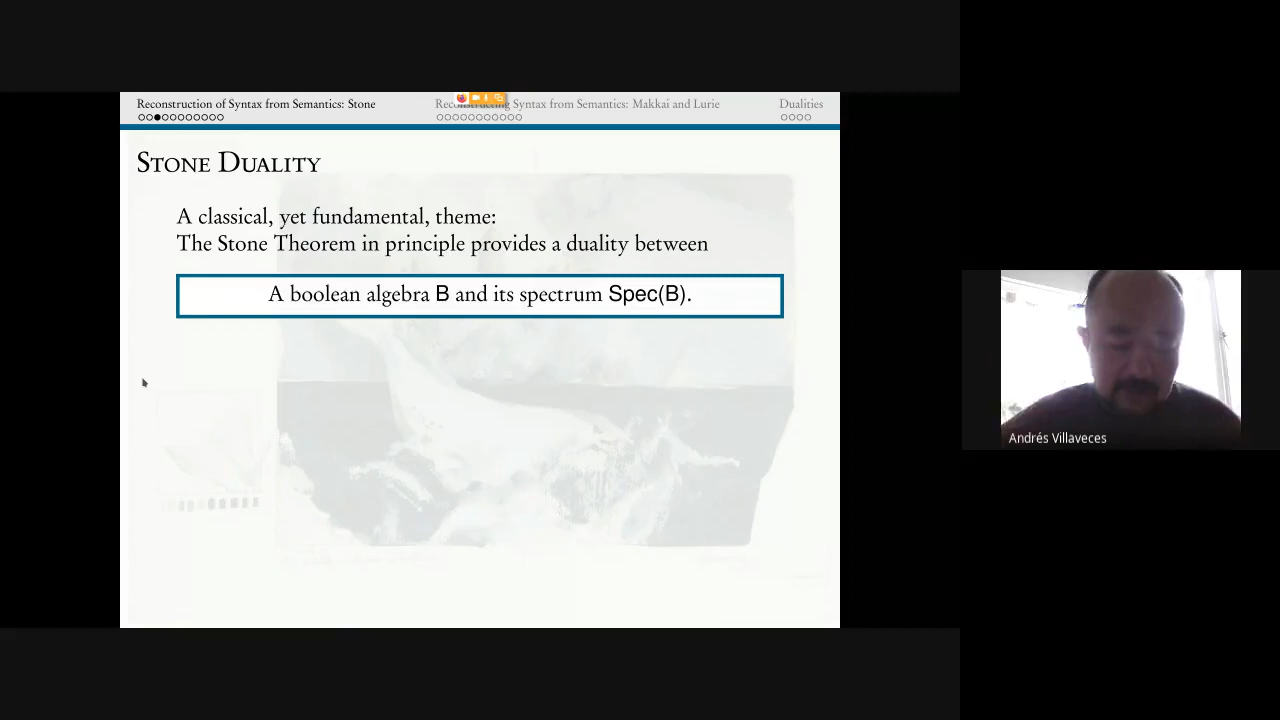 Reconstruction of Syntax from Semantics: Stone
Reconstructing Syntax from Semantics: Makkai and Lurie
Dualities
STONE DUALITY
A classical, yet fundamental, theme:
The Stone Theorem in principle provides a duality between
A boolean algebra B and its spectrum Spec(B).
Andrés Villaveces